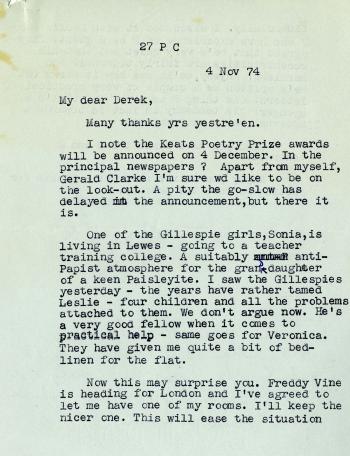 27 P C
4 Nov 74
My dear Derek,
Many thanks yrs yestre'en.
I note the Keats Poetry Prize awards
will be announced on 4 December. In the
principal newspapers ? Apart from myself,
Gerald Clarke I'm sure wd like to be on
the look-out. A pity the go-slow has
delayed the announcement,but there it
is.
One of the Gillespie girls,Sonia,is
living in Lewes - going to a teacher
training college. A suitably anti-
Papist atmosphere for the granddaughter
of a keen Paisleyite. I saw the Gillespies
yesterday - the years have rather tamed
Leslie - four children and all the problems
attached to them. We don't argue now. He's
a very good fellow when it comes to
practical help - same goes for Veronica.
They have given me quite a bit of bed-
linen for the flat.
Now this may surprise you. Freddy Vine
is heading for London and I've agreed to
let me have one of my rooms. I'll keep the
nicer one. This will ease the situation